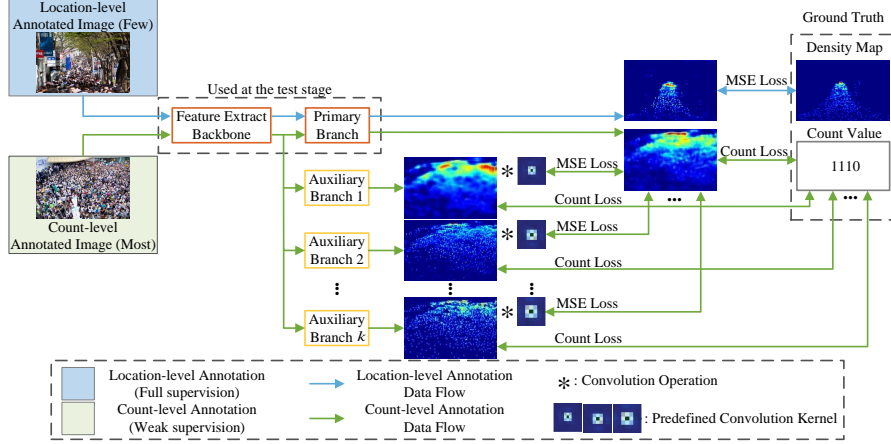 Location-level
Annotated Image (Few)
Count-level
Annotated Image (Most)
Used at the test stage
Feature Extract
Backbone
Primary
Branch
Auxiliary
Branch 1
Auxiliary
Branch 2
Auxiliary
Branch k
*
MSE Loss
Count Loss
*
MSE Loss
Count Loss
*
MSE Loss
Count Loss
MSE Loss
Count Loss
Ground Truth
Density Map
Count Value
1110
Location-level Annotation
(Full supervision)
Count-level Annotation
(Weak supervision)
Location-level Annotation
Data Flow
Count-level Annotation
Data Flow
* : Convolution Operation
: Predefined Convolution Kernel